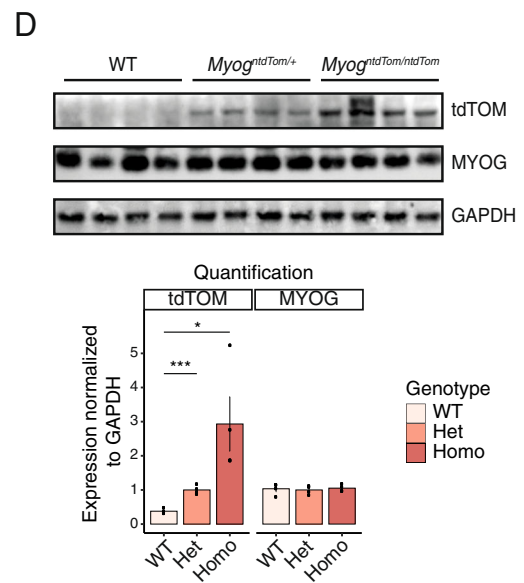 D
WT Myog^ntdTom/+ Myog^ntdTom/ntdTom
tdTOM
MYOG
GAPDH
Quantification
tdTOM MYOG
Expression normalized
to GAPDH
5
4
3
2
1
0
*
***
WT Het Homo WT Het Homo
Genotype
WT
Het
Homo